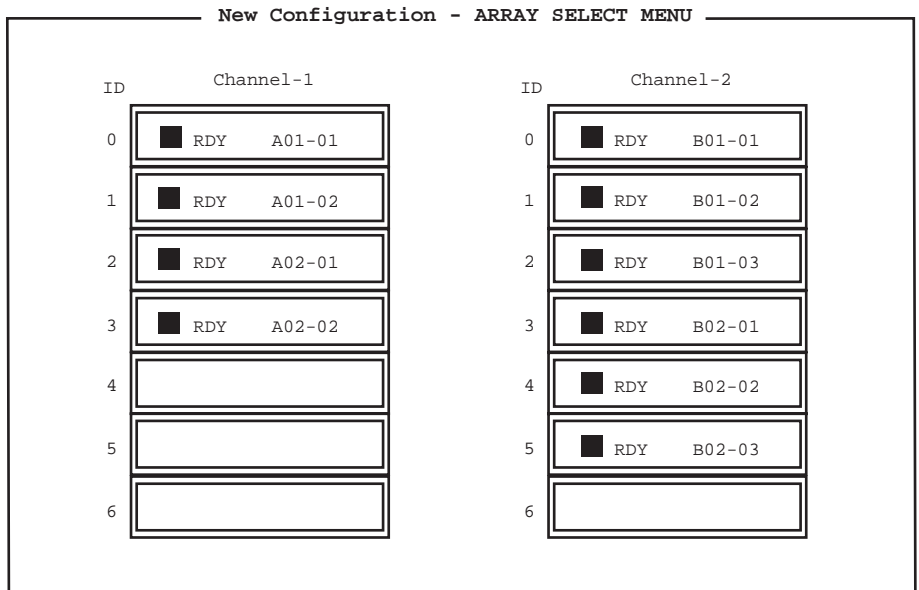 New Configuration - ARRAY SELECT MENU
ID Channel-1 ID Channel-2
0 RDY A01-01 0 RDY B01-01
1 RDY A01-02 1 RDY B01-02
2 RDY A02-01 2 RDY B01-03
3 RDY A02-02 3 RDY B02-01
4 4 RDY B02-02
5 5 RDY B02-03
6 6